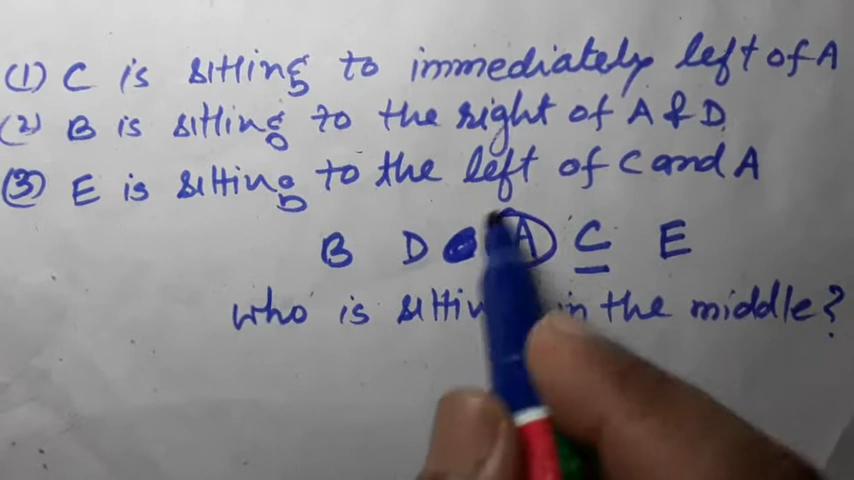 (1) C is sitting to immediately left of A
(2) B is sitting to the right of A & D
(3) E is sitting to the left of C and A
B D A C E
who is in the middle?